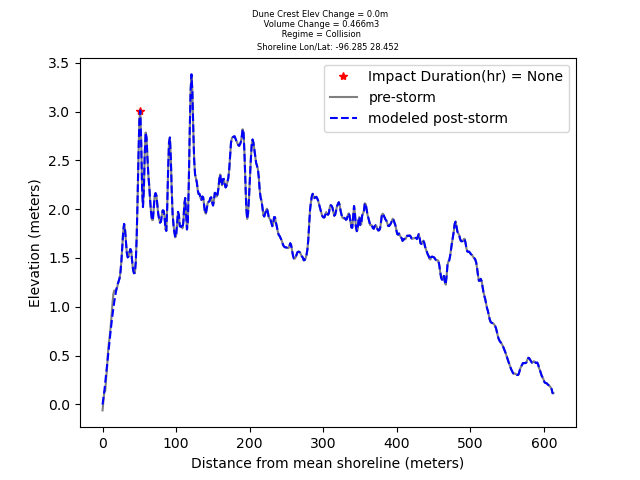 Dune Crest Elev Change = 0.0m
Volume Change = 0.466m3
Regime = Collision
Shoreline Lon/Lat: -96.285 28.452
Impact Duration(hr) = None
pre-storm
modeled post-storm
Elevation (meters)
3.5
3.0
2.5
2.0
1.5
1.0
0.5
0.0
0 100 200 300 400 500 600
Distance from mean shoreline (meters)